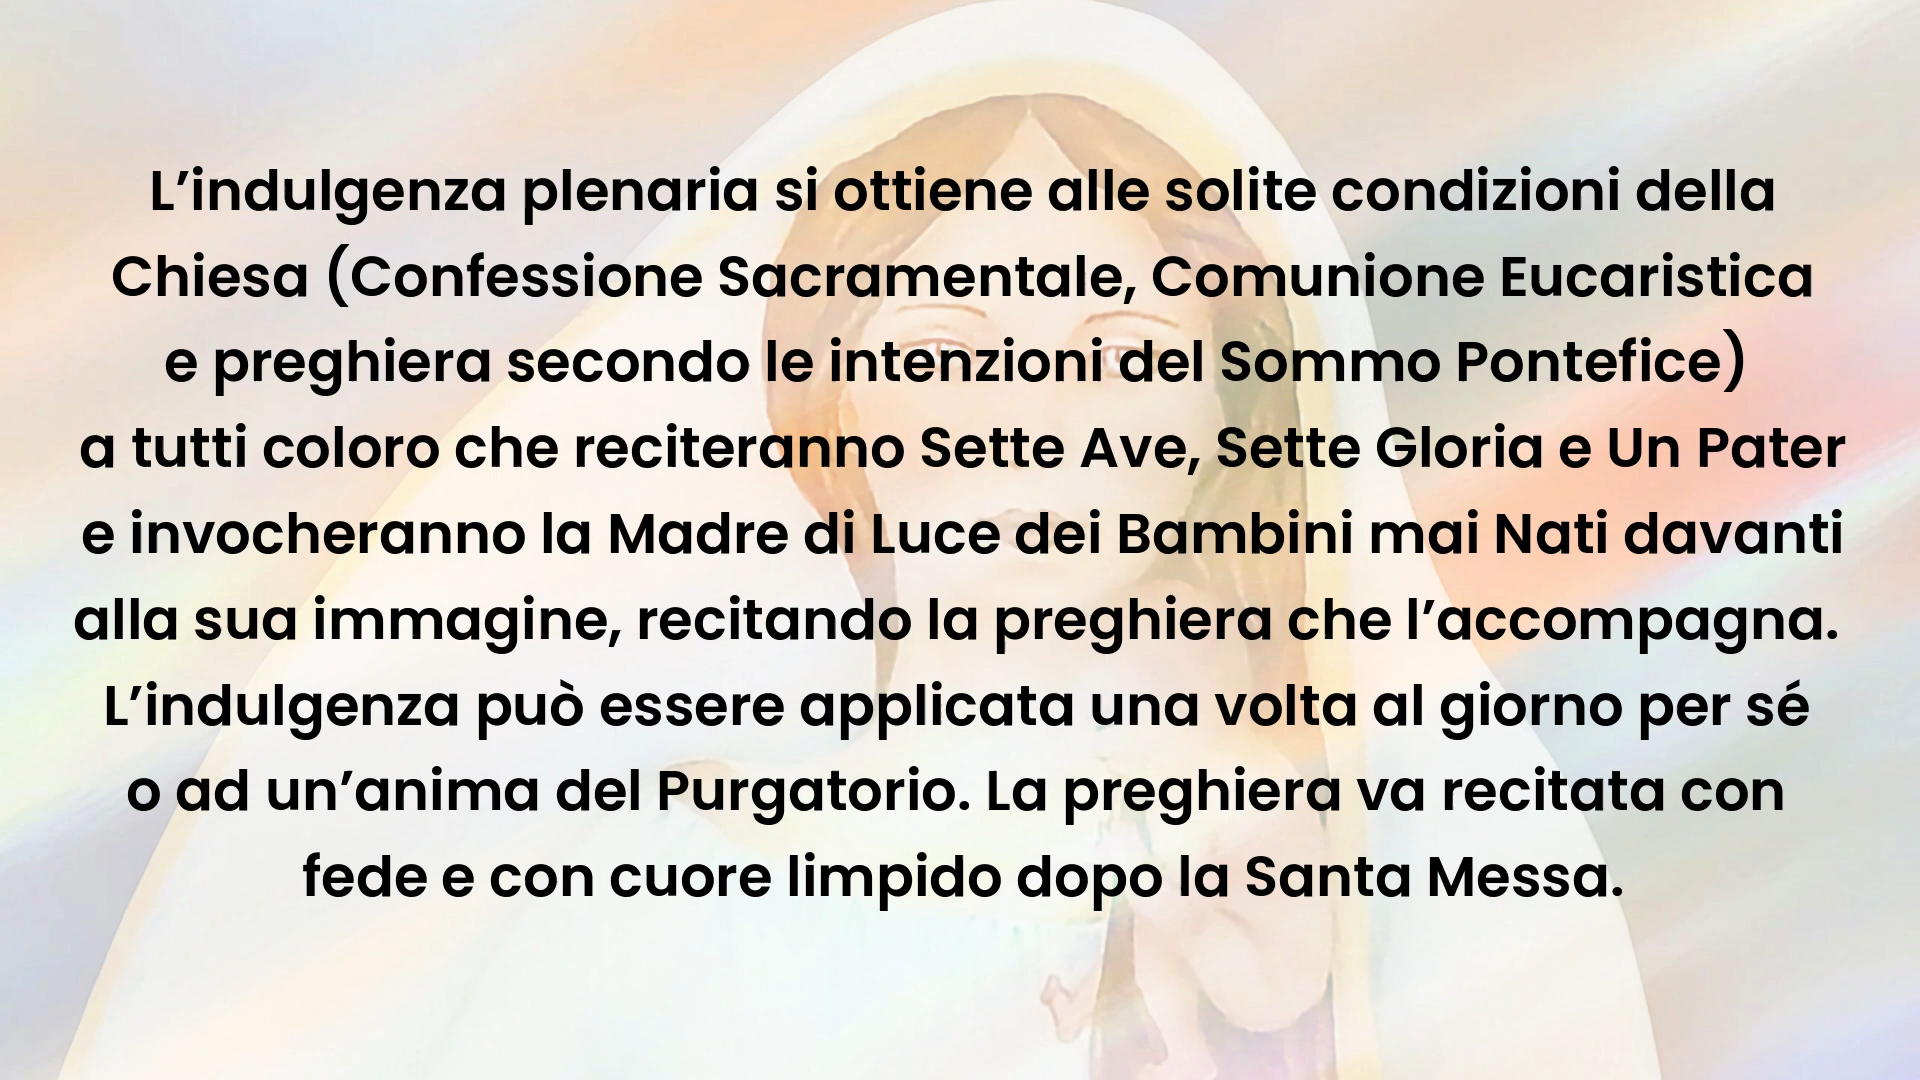 L’indulgenza plenaria si ottiene alle solite condizioni della
Chiesa (Confessione Sacramentale, Comunione Eucaristica
e preghiera secondo le intenzioni del Sommo Pontefice)
a tutti coloro che reciteranno Sette Ave, Sette Gloria e Un Pater
e invocheranno la Madre di Luce dei Bambini mai Nati davanti
alla sua immagine, recitando la preghiera che l’accompagna.
L’indulgenza può essere applicata una volta al giorno per sé
o ad un’anima del Purgatorio. La preghiera va recitata con
fede e con cuore limpido dopo la Santa Messa.